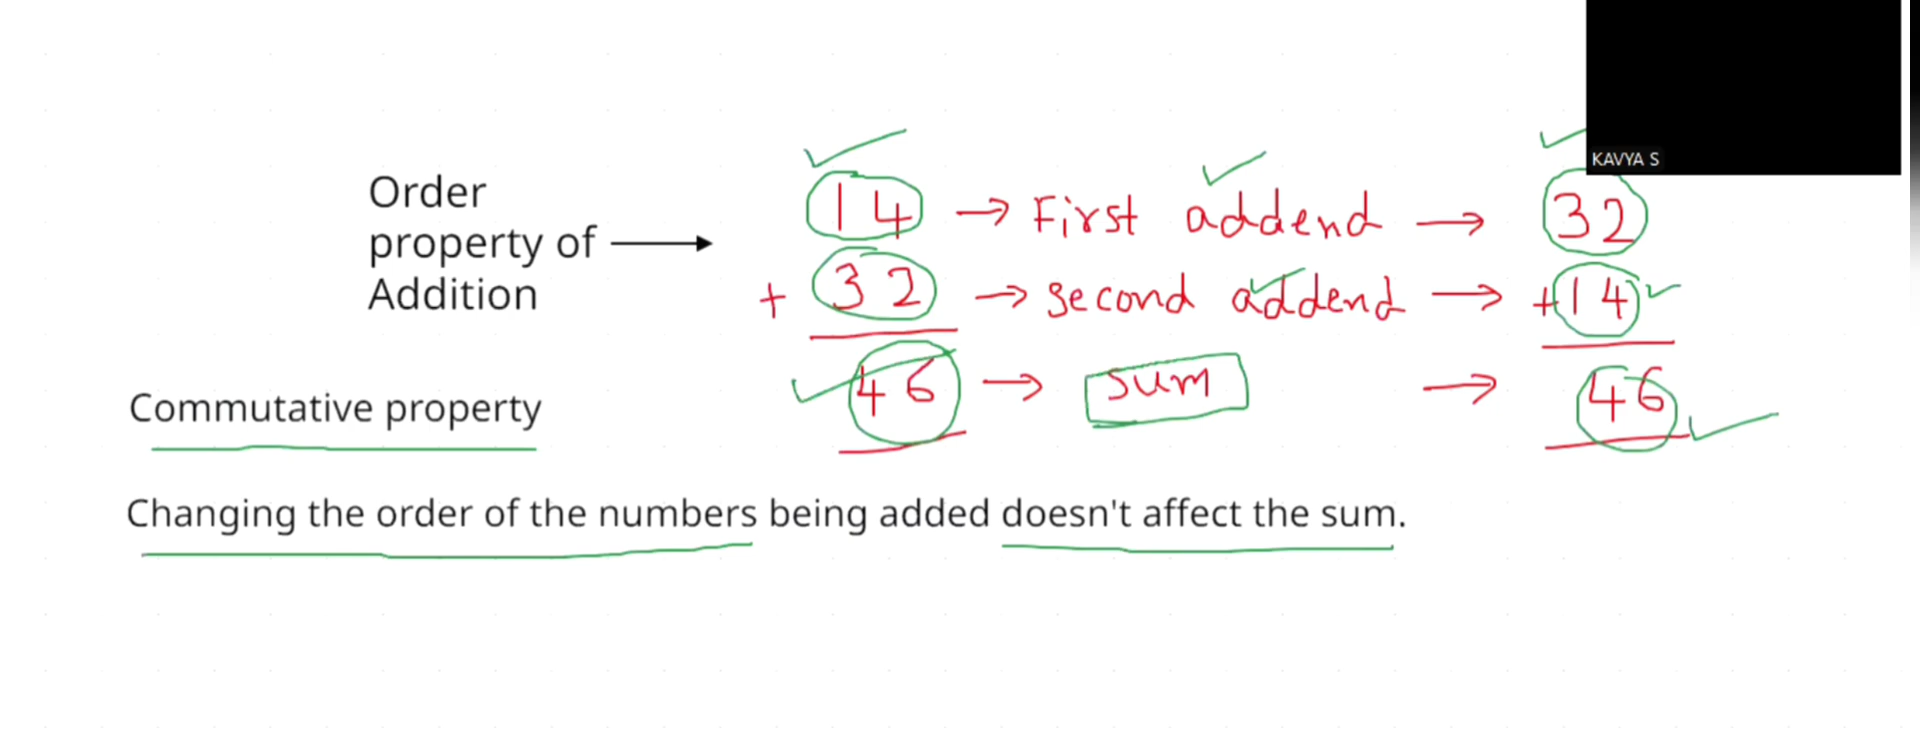 KAVYA S
Order
property of
Addition
14 → First addend → 32
+ 32 → second addend → +14
46 → sum → 46
Commutative property
Changing the order of the numbers being added doesn't affect the sum.